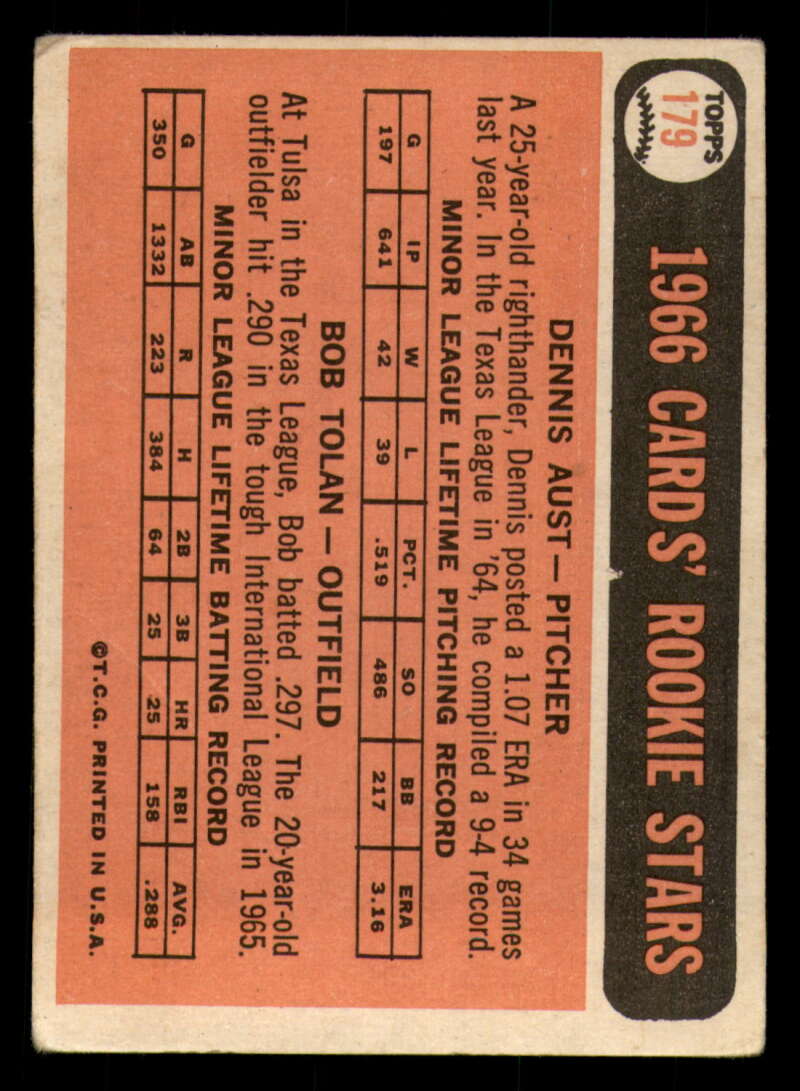 TOPPS
179
1966 CARDS' ROOKIE STARS
DENNIS AUST — PITCHER
A 25-year-old righthander, Dennis posted a 1.07 ERA in 34 games
last year. In the Texas League in '64, he compiled a 9-4 record.
MINOR LEAGUE LIFETIME PITCHING RECORD
G IP W L PCT. SO BB ERA
197 641 42 39 .519 486 217 3.16
BOB TOLAN — OUTFIELD
At Tulsa in the Texas League, Bob batted .297. The 20-year-old
outfielder hit .290 in the tough International League in 1965.
MINOR LEAGUE LIFETIME BATTING RECORD
G AB R H 2B 3B HR RBI AVG.
350 1332 223 384 64 25 25 158 .288
©T.C.G. PRINTED IN U.S.A.